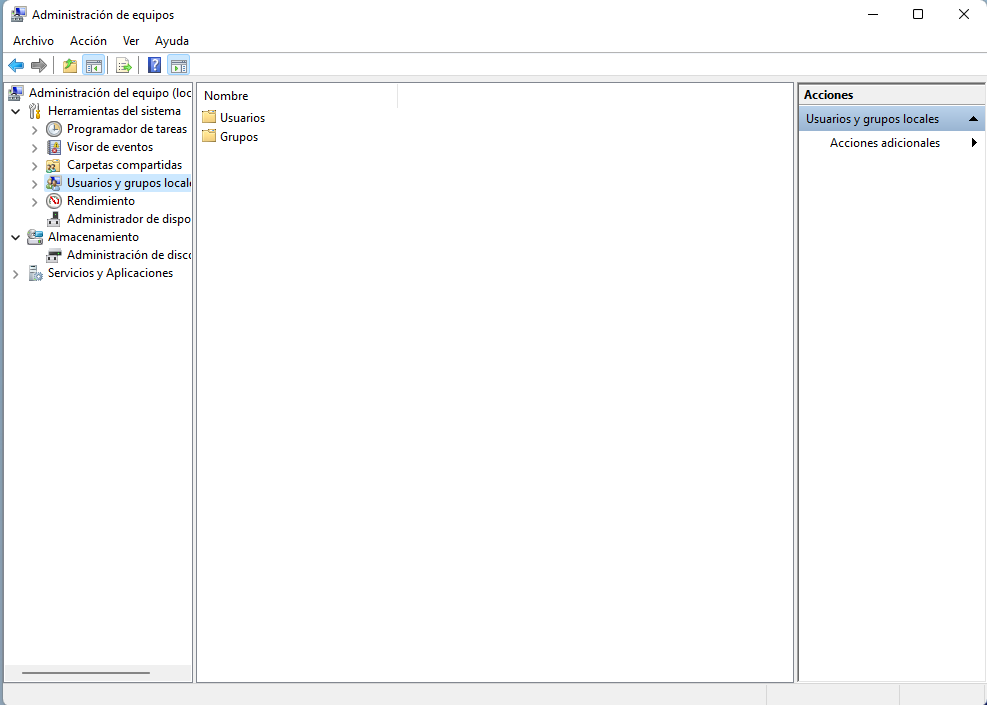 Administración de equipos
Archivo Acción Ver Ayuda
Administración del equipo (loc
Herramientas del sistema
Programador de tareas
Visor de eventos
Carpetas compartidas
Usuarios y grupos locale
Rendimiento
Administrador de dispo
Almacenamiento
Administración de disco
Servicios y Aplicaciones
Nombre
Usuarios
Grupos
Acciones
Usuarios y grupos locales
Acciones adicionales